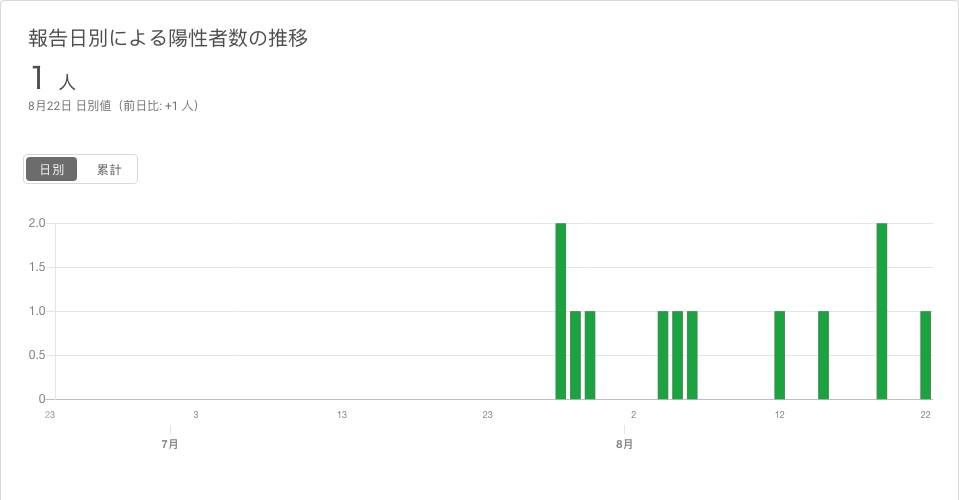 報告日別による陽性者数の推移
1 人
8月22日 日別値（前日比: +1 人）
日別 累計
2.0
1.5
1.0
0.5
0
23 3 13 23 2 12 22
7月 8月